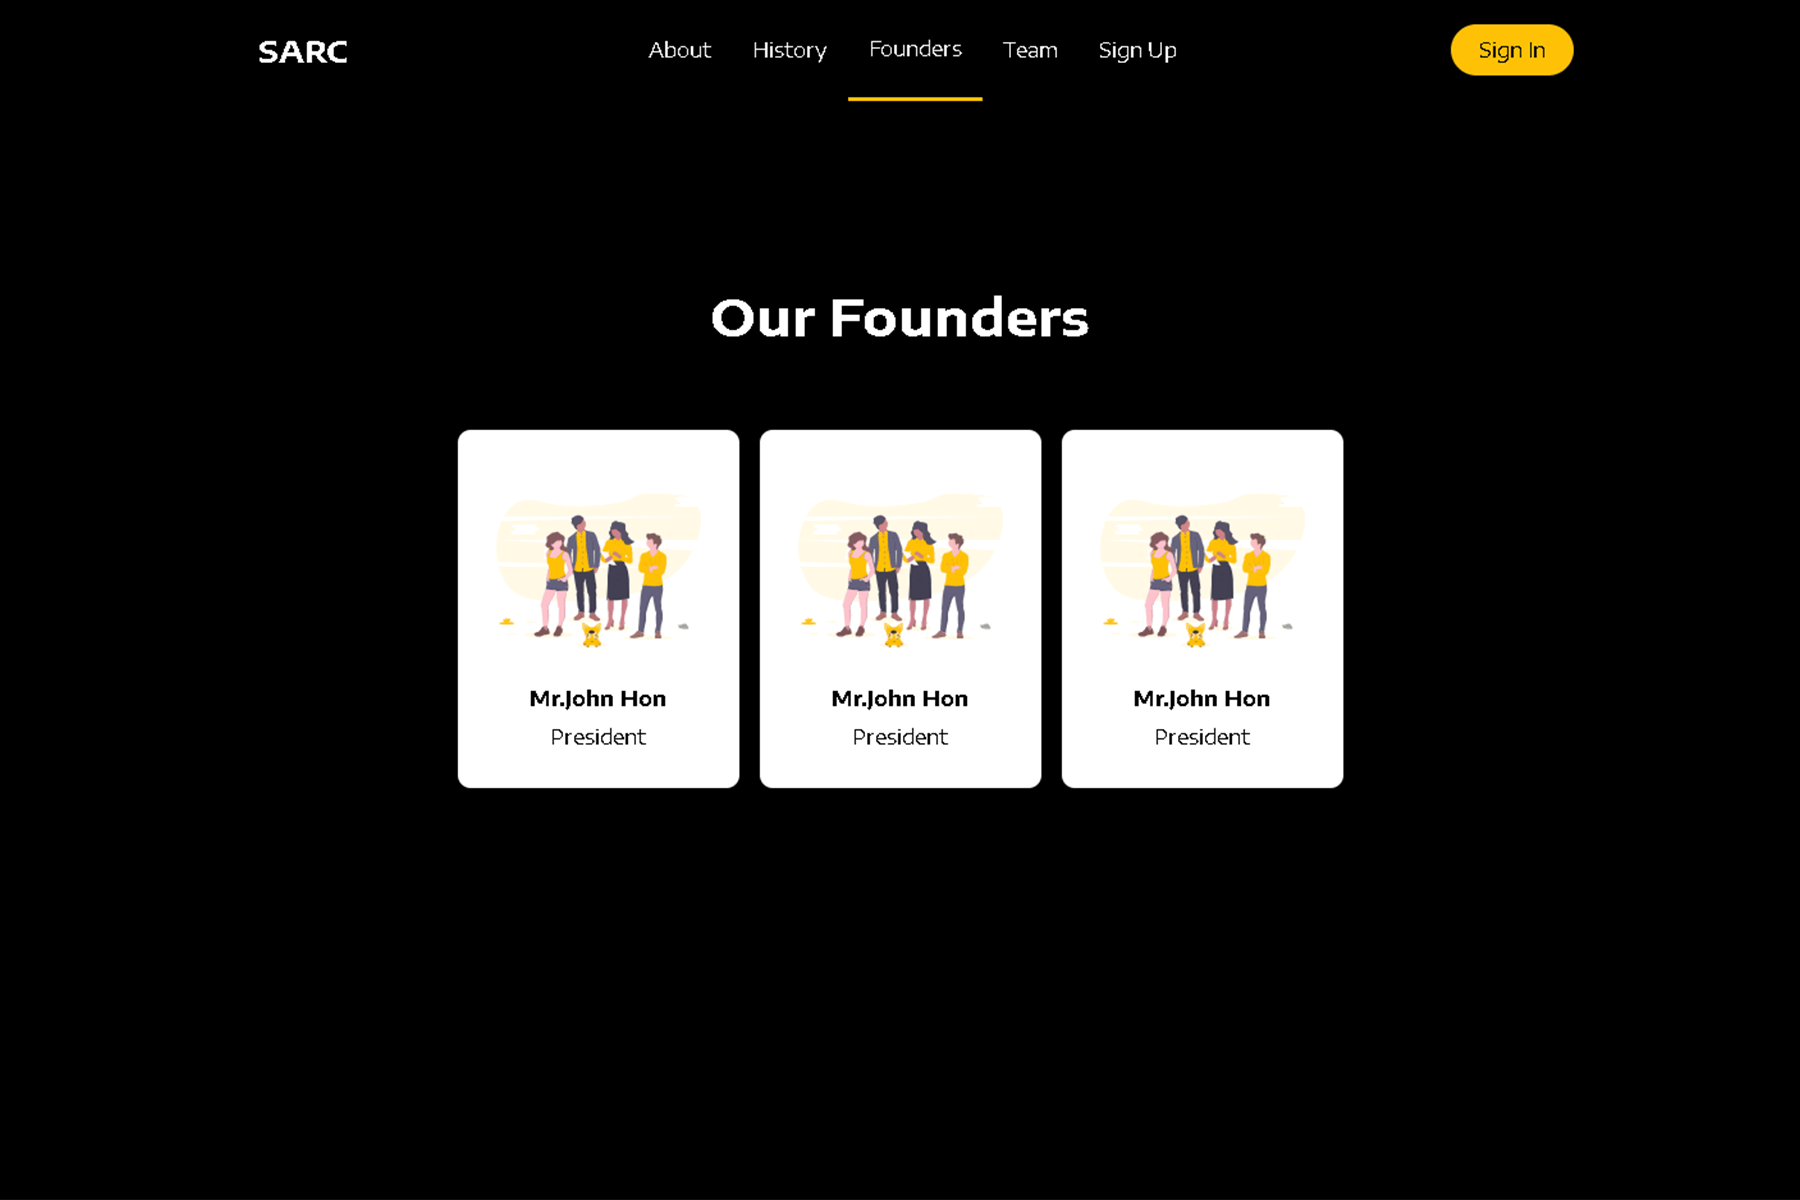 SARC About History Founders Team Sign Up Sign In
Our Founders
Mr.John Hon Mr.John Hon Mr.John Hon
President President President